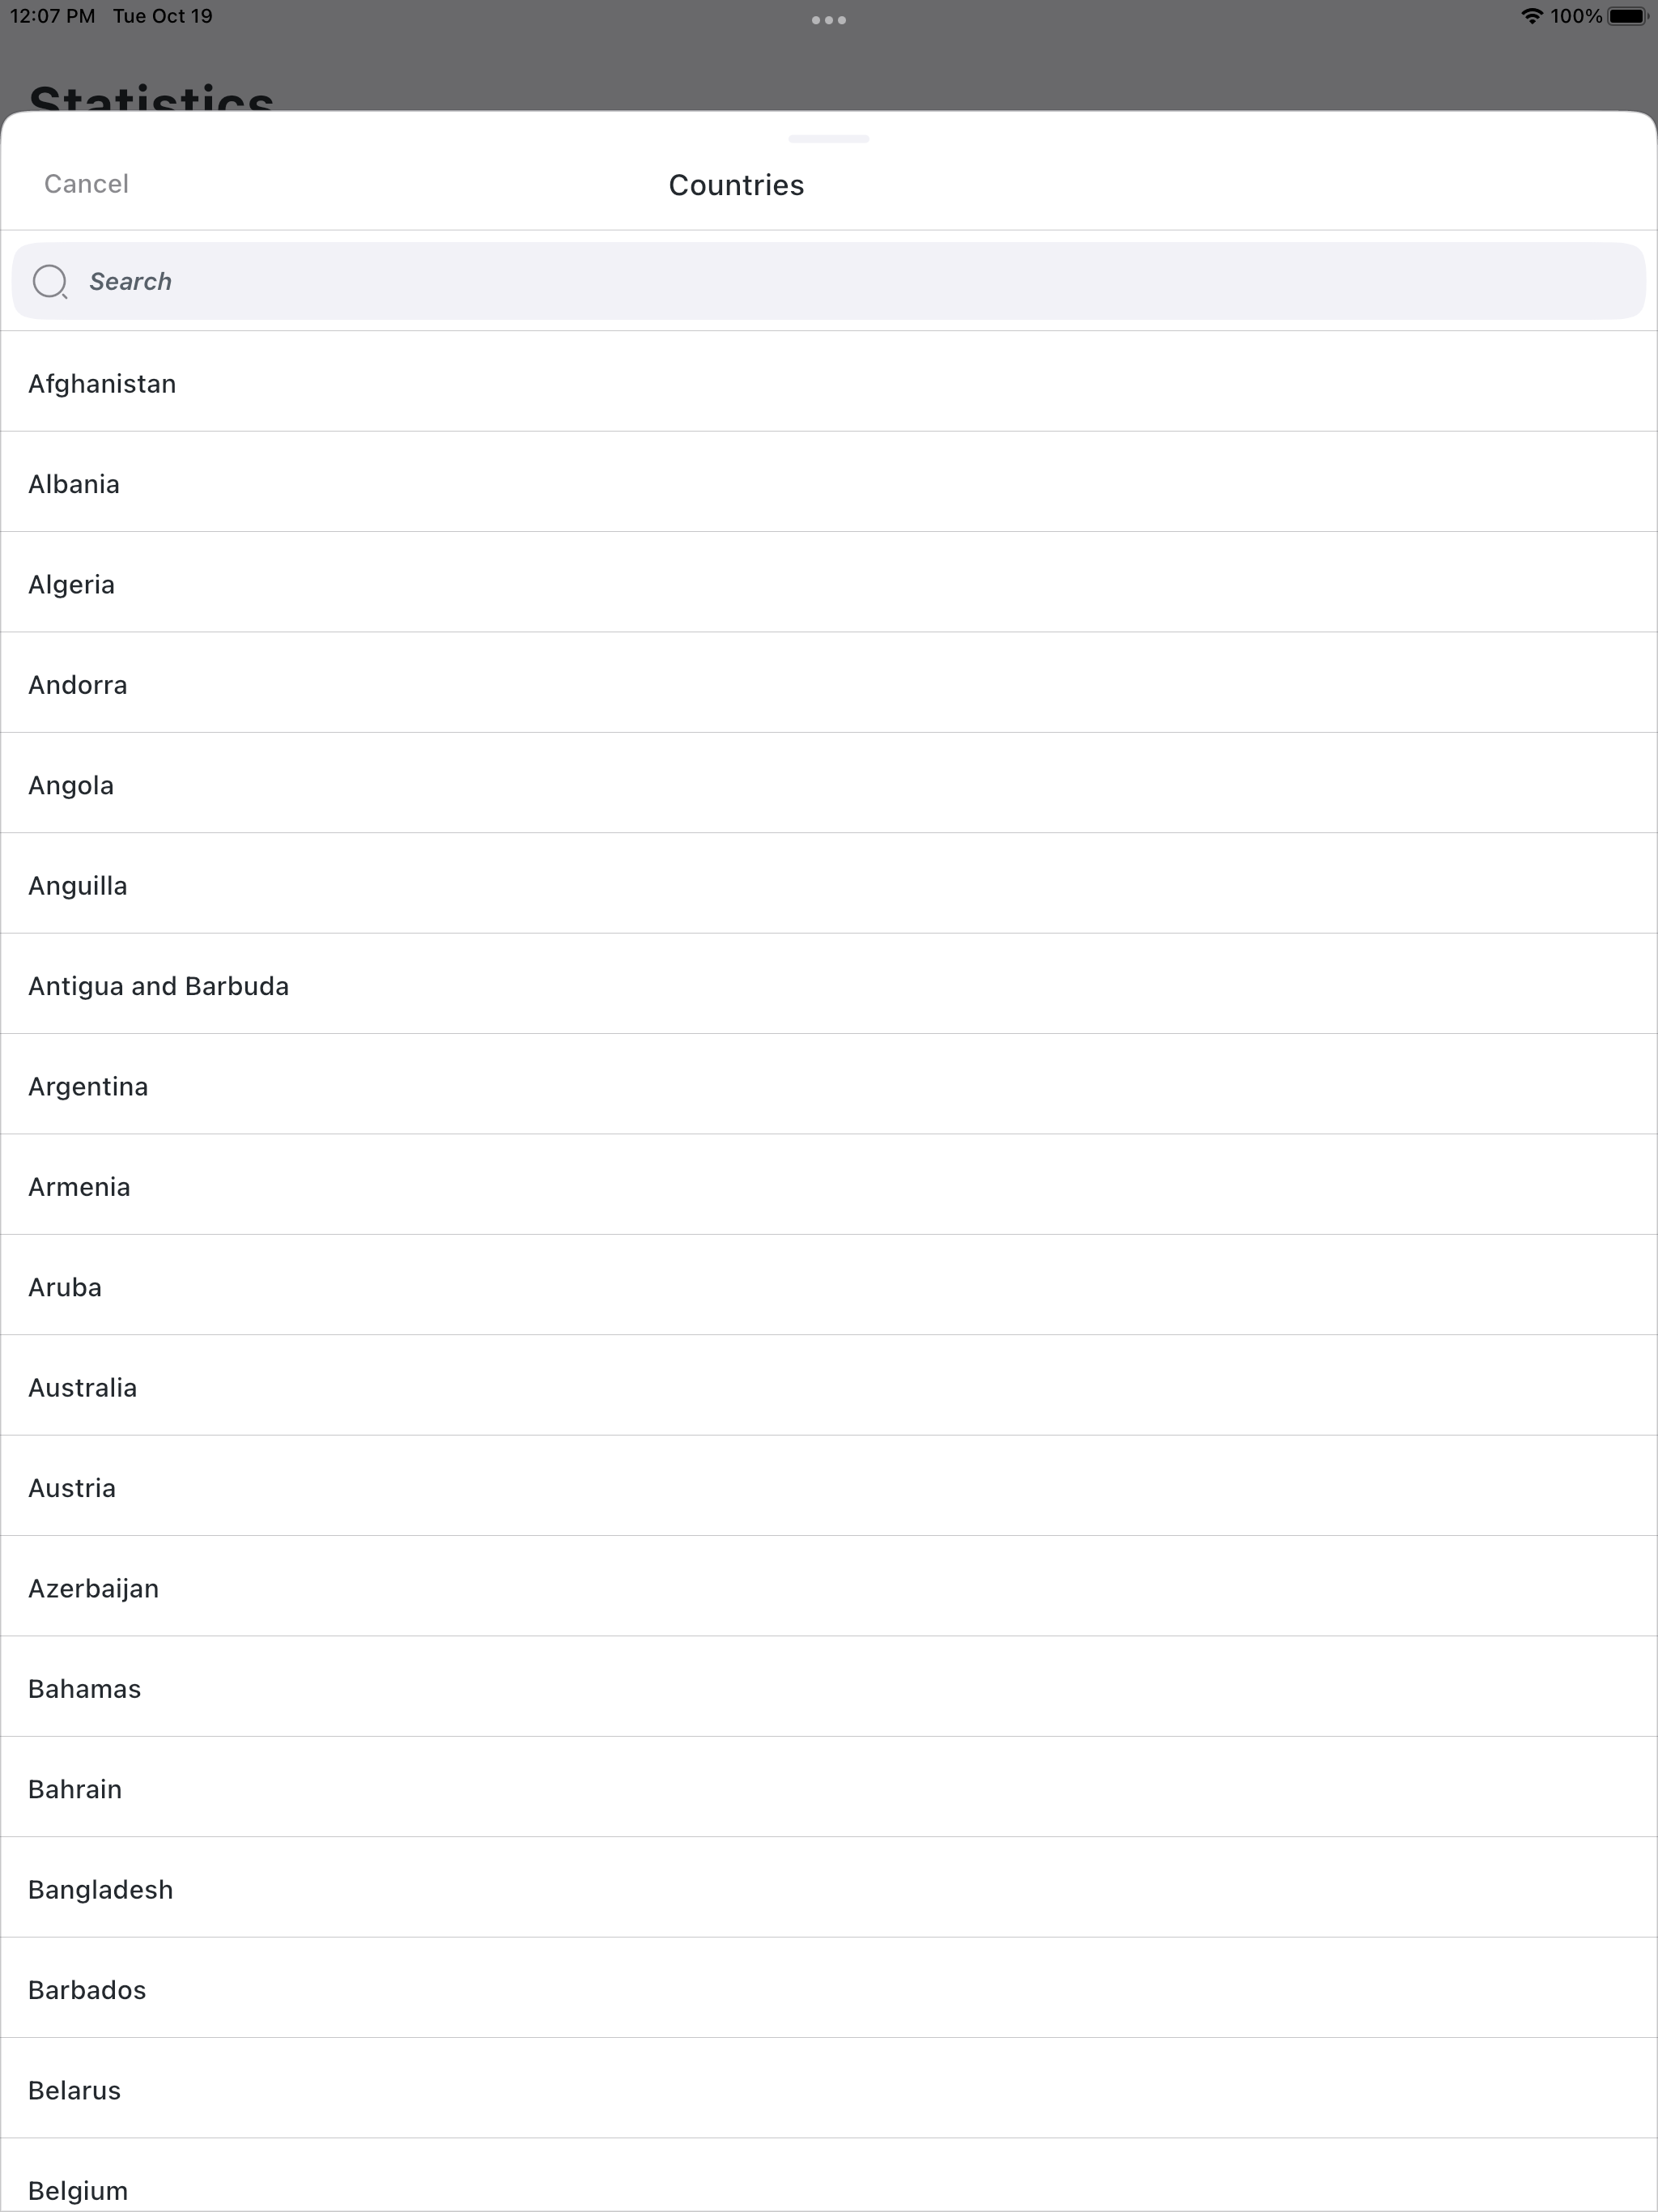 12:07 PM Tue Oct 19 100%
Statistics
Cancel Countries
Search
Afghanistan
Albania
Algeria
Andorra
Angola
Anguilla
Antigua and Barbuda
Argentina
Armenia
Aruba
Australia
Austria
Azerbaijan
Bahamas
Bahrain
Bangladesh
Barbados
Belarus
Belgium